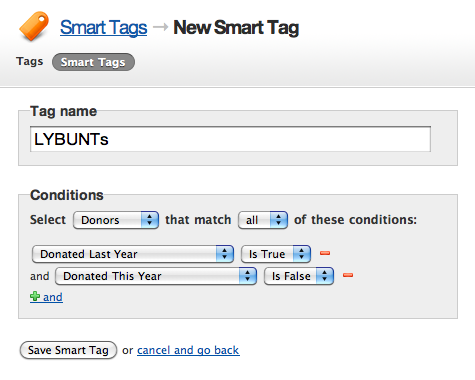 Smart Tags → New Smart Tag
Tags Smart Tags
Tag name
LYBUNTs
Conditions
Select Donors that match all of these conditions:
Donated Last Year Is True
and Donated This Year Is False
and
Save Smart Tag or cancel and go back